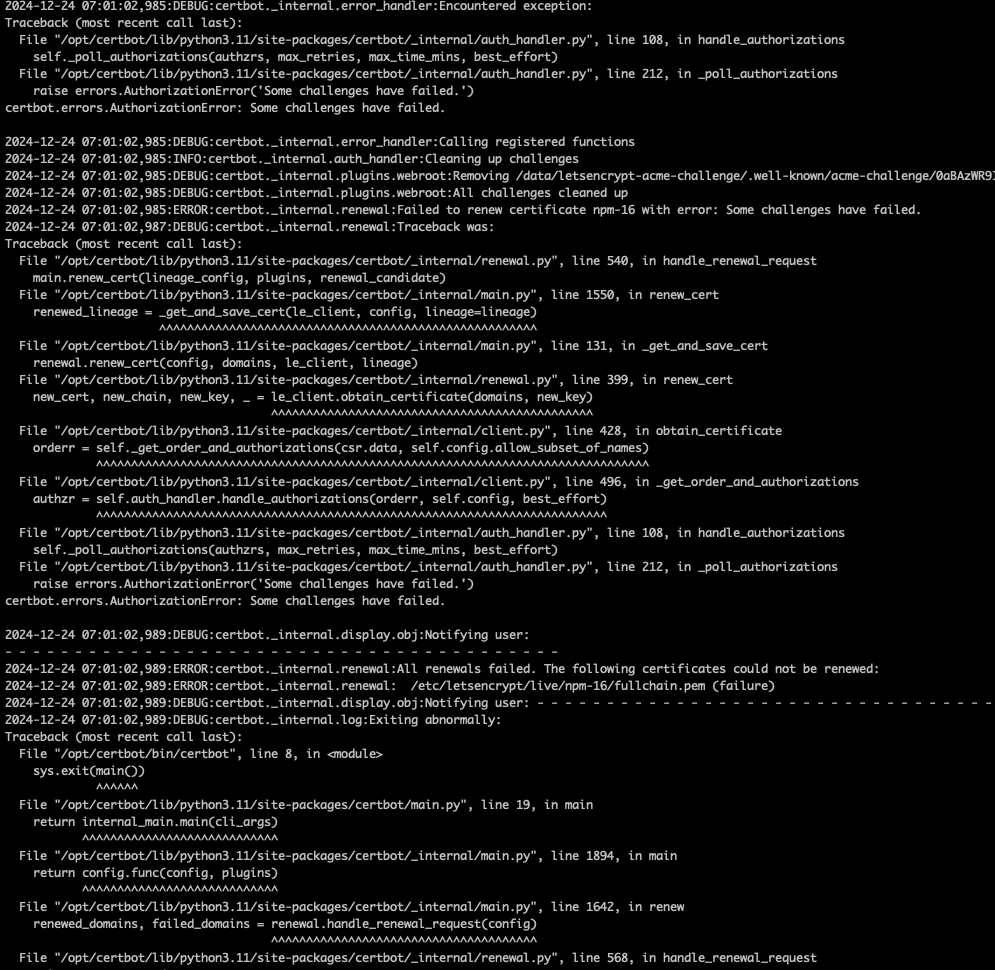 2024-12-24 07:01:02,985:DEBUG:certbot._internal.error_handler:Encountered exception:
Traceback (most recent call last):
  File "/opt/certbot/lib/python3.11/site-packages/certbot/_internal/auth_handler.py", line 108, in handle_authorizations
    self._poll_authorizations(authzrs, max_retries, max_time_mins, best_effort)
  File "/opt/certbot/lib/python3.11/site-packages/certbot/_internal/auth_handler.py", line 212, in _poll_authorizations
    raise errors.AuthorizationError('Some challenges have failed.')
certbot.errors.AuthorizationError: Some challenges have failed.

2024-12-24 07:01:02,985:DEBUG:certbot._internal.error_handler:Calling registered functions
2024-12-24 07:01:02,985:INFO:certbot._internal.auth_handler:Cleaning up challenges
2024-12-24 07:01:02,985:DEBUG:certbot._internal.plugins.webroot:Removing /data/letsencrypt-acme-challenge/.well-known/acme-challenge/0aBAzWR9
2024-12-24 07:01:02,985:DEBUG:certbot._internal.plugins.webroot:All challenges cleaned up
2024-12-24 07:01:02,985:ERROR:certbot._internal.renewal:Failed to renew certificate npm-16 with error: Some challenges have failed.
2024-12-24 07:01:02,987:DEBUG:certbot._internal.renewal:Traceback was:
Traceback (most recent call last):
  File "/opt/certbot/lib/python3.11/site-packages/certbot/_internal/renewal.py", line 540, in handle_renewal_request
    main.renew_cert(lineage_config, plugins, renewal_candidate)
  File "/opt/certbot/lib/python3.11/site-packages/certbot/_internal/main.py", line 1550, in renew_cert
    renewed_lineage = _get_and_save_cert(le_client, config, lineage=lineage)
                      ^^^^^^^^^^^^^^^^^^^^^^^^^^^^^^^^^^^^^^^^^^^^^^^^^^^^^^
  File "/opt/certbot/lib/python3.11/site-packages/certbot/_internal/main.py", line 131, in _get_and_save_cert
    renewal.renew_cert(config, domains, le_client, lineage)
  File "/opt/certbot/lib/python3.11/site-packages/certbot/_internal/renewal.py", line 399, in renew_cert
    new_cert, new_chain, new_key, _ = le_client.obtain_certificate(domains, new_key)
                                      ^^^^^^^^^^^^^^^^^^^^^^^^^^^^^^^^^^^^^^^^^^^^^^
  File "/opt/certbot/lib/python3.11/site-packages/certbot/_internal/client.py", line 428, in obtain_certificate
    orderr = self._get_order_and_authorizations(csr.data, self.config.allow_subset_of_names)
             ^^^^^^^^^^^^^^^^^^^^^^^^^^^^^^^^^^^^^^^^^^^^^^^^^^^^^^^^^^^^^^^^^^^^^^^^^^^^^^^
  File "/opt/certbot/lib/python3.11/site-packages/certbot/_internal/client.py", line 496, in _get_order_and_authorizations
    authzr = self.auth_handler.handle_authorizations(orderr, self.config, best_effort)
             ^^^^^^^^^^^^^^^^^^^^^^^^^^^^^^^^^^^^^^^^^^^^^^^^^^^^^^^^^^^^^^^^^^^^^^^^^
  File "/opt/certbot/lib/python3.11/site-packages/certbot/_internal/auth_handler.py", line 108, in handle_authorizations
    self._poll_authorizations(authzrs, max_retries, max_time_mins, best_effort)
  File "/opt/certbot/lib/python3.11/site-packages/certbot/_internal/auth_handler.py", line 212, in _poll_authorizations
    raise errors.AuthorizationError('Some challenges have failed.')
certbot.errors.AuthorizationError: Some challenges have failed.

2024-12-24 07:01:02,989:DEBUG:certbot._internal.display.obj:Notifying user:
- - - - - - - - - - - - - - - - - - - - - - - - - - - - - - - - - - - - - - - -
2024-12-24 07:01:02,989:ERROR:certbot._internal.renewal:All renewals failed. The following certificates could not be renewed:
2024-12-24 07:01:02,989:ERROR:certbot._internal.renewal:  /etc/letsencrypt/live/npm-16/fullchain.pem (failure)
2024-12-24 07:01:02,989:DEBUG:certbot._internal.display.obj:Notifying user: - - - - - - - - - - - - - - - - - - - - - - - - - - - - - - - - -
2024-12-24 07:01:02,989:DEBUG:certbot._internal.log:Exiting abnormally:
Traceback (most recent call last):
  File "/opt/certbot/bin/certbot", line 8, in <module>
    sys.exit(main())
             ^^^^^^
  File "/opt/certbot/lib/python3.11/site-packages/certbot/main.py", line 19, in main
    return internal_main.main(cli_args)
           ^^^^^^^^^^^^^^^^^^^^^^^^^^^^
  File "/opt/certbot/lib/python3.11/site-packages/certbot/_internal/main.py", line 1894, in main
    return config.func(config, plugins)
           ^^^^^^^^^^^^^^^^^^^^^^^^^^^^
  File "/opt/certbot/lib/python3.11/site-packages/certbot/_internal/main.py", line 1642, in renew
    renewed_domains, failed_domains = renewal.handle_renewal_request(config)
                                      ^^^^^^^^^^^^^^^^^^^^^^^^^^^^^^^^^^^^^^
  File "/opt/certbot/lib/python3.11/site-packages/certbot/_internal/renewal.py", line 568, in handle_renewal_request